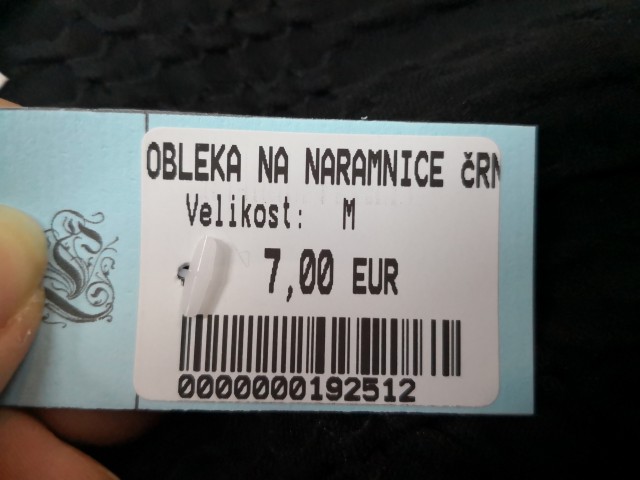 OBLEKA NA NARAMNICE ČRN
Velikost: M
7,00 EUR
0000000192512